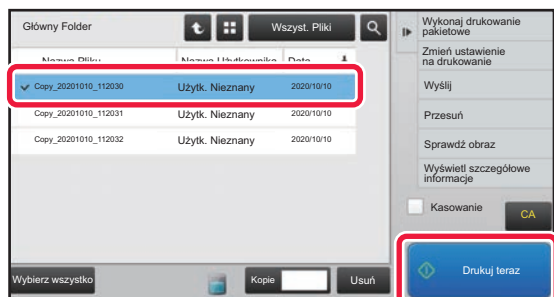 Główny Folder
Wszyst. Pliki
Nazwa Pliku Nazwa Użytkownika Data
Copy_20201010_112030 Użytk. Nieznany 2020/10/10
Copy_20201010_112031 Użytk. Nieznany 2020/10/10
Copy_20201010_112032 Użytk. Nieznany 2020/10/10
Wybierz wszystko
Kopie
Usuń
Wykonaj drukowanie
pakietowe
Zmień ustawienie
na drukowanie
Wyślij
Przesuń
Sprawdź obraz
Wyświetl szczegółowe
informacje
Kasowanie
CA
Drukuj teraz